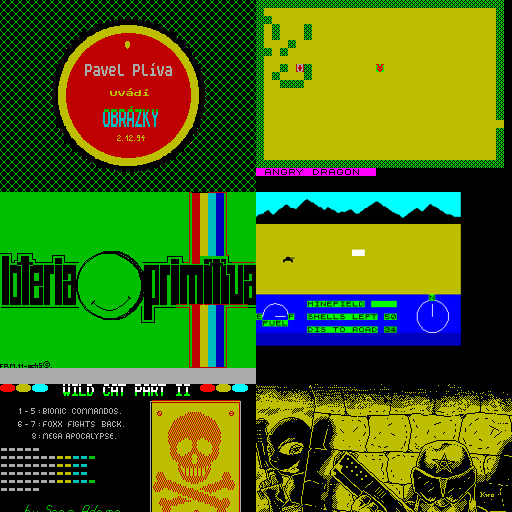 Pavel Plíva
uvádí
OBRÁZKY
2.12.94
ANGRY DRAGON
loteria primitiva
MINEFIELD
SHELLS LEFT 50
DIS TO ROAD 34
N
E F
FUEL
WILD CAT PART II
1-5: BIONIC COMMANDOS.
6-7: FOXX FIGHTS BACK.
8: MEGA APOCALYPSE.